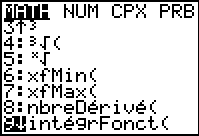 MATH NUM CPX PRB
3↑³
4:³√(
5:ˣ√
6:xfMin(
7:xfMax(
8:nbreDérivé(
9↓intégrFonct(